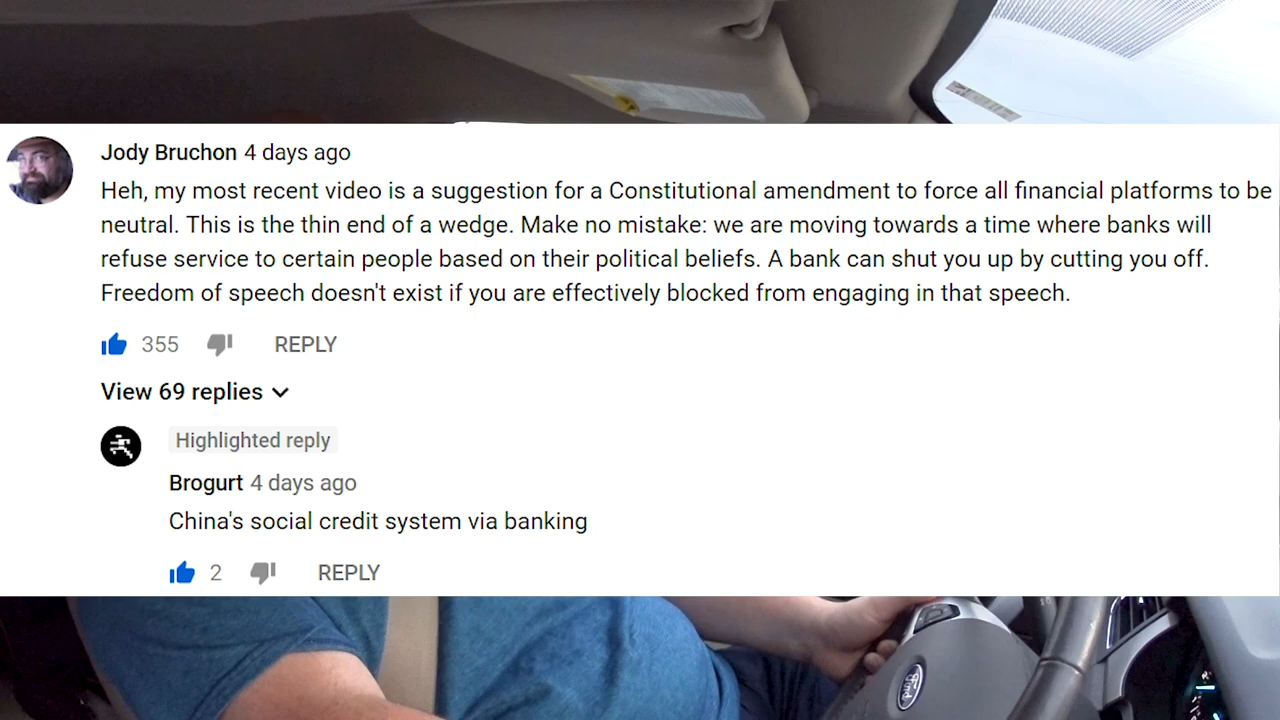 Jody Bruchon 4 days ago
Heh, my most recent video is a suggestion for a Constitutional amendment to force all financial platforms to be
neutral. This is the thin end of a wedge. Make no mistake: we are moving towards a time where banks will
refuse service to certain people based on their political beliefs. A bank can shut you up by cutting you off.
Freedom of speech doesn't exist if you are effectively blocked from engaging in that speech.
355 REPLY
View 69 replies
Highlighted reply
Brogurt 4 days ago
China's social credit system via banking
2 REPLY
Ford